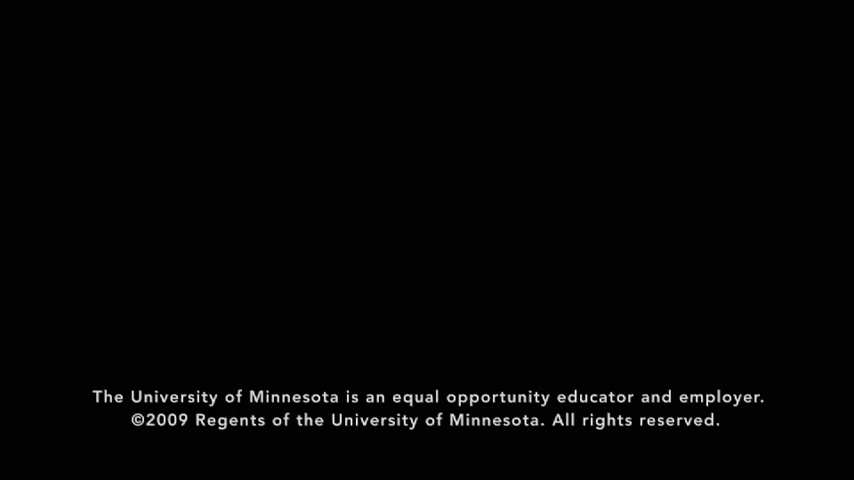 The University of Minnesota is an equal opportunity educator and employer.
©2009 Regents of the University of Minnesota. All rights reserved.